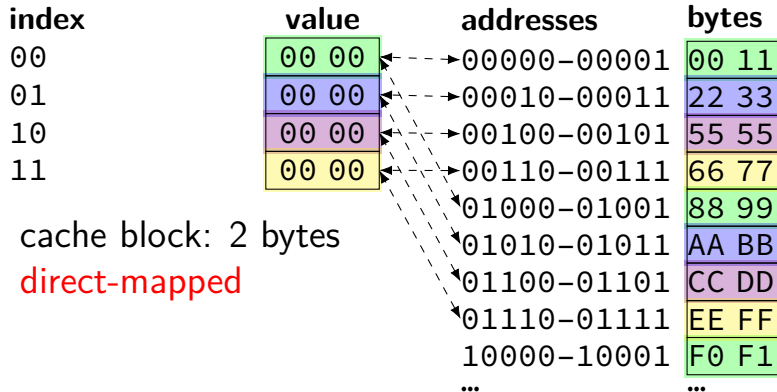 index value addresses bytes
00 00 00 00000–00001 00 11
01 00 00 00010–00011 22 33
10 00 00 00100–00101 55 55
11 00 00 00110–00111 66 77
01000–01001 88 99
cache block: 2 bytes 01010–01011 AA BB
direct-mapped 01100–01101 CC DD
01110–01111 EE FF
10000–10001 F0 F1
... ...